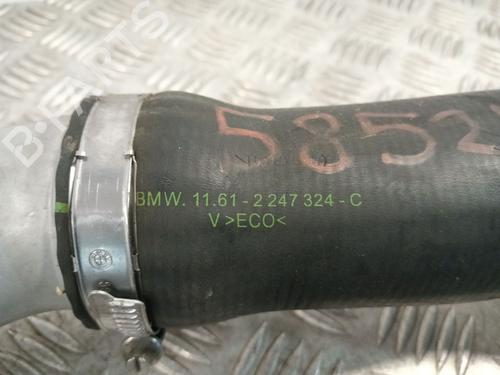 B-PARTS
5852
BMW. 11.61 - 2 247 324 - C
V >ECO<